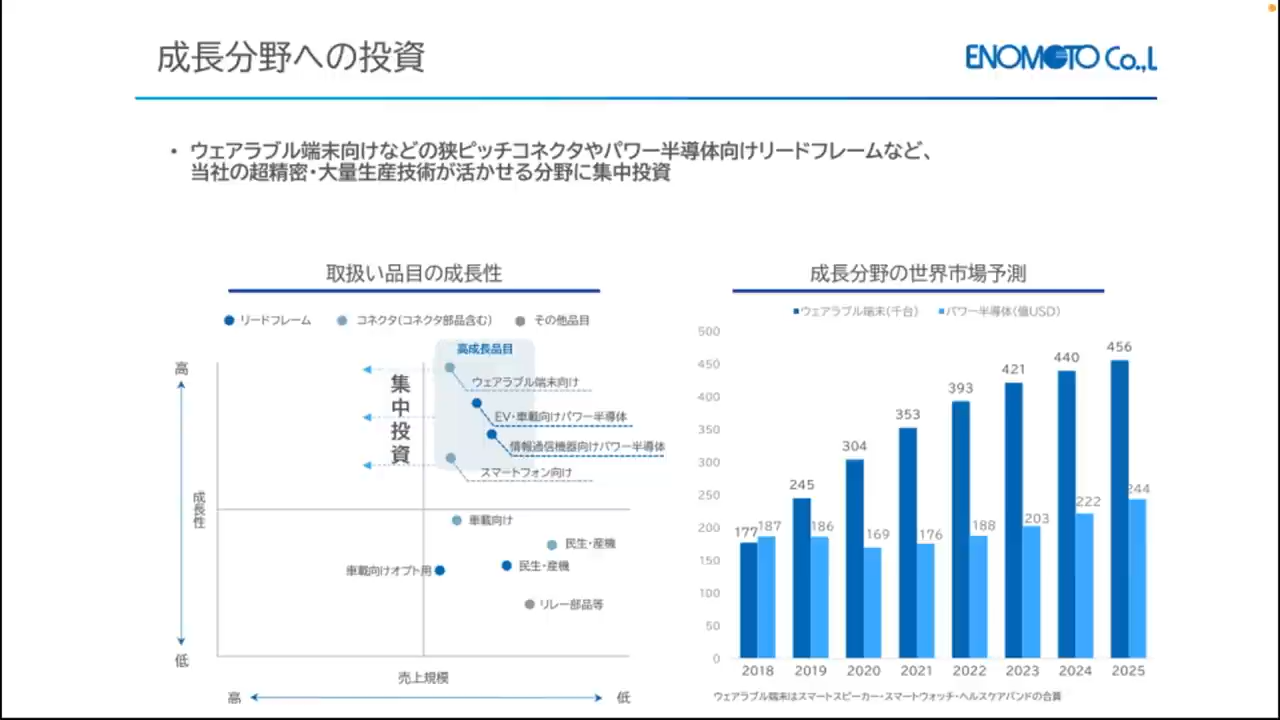 成長分野への投資
ENOMOTO Co.,L
• ウェアラブル端末向けなどの狭ピッチコネクタやパワー半導体向けリードフレームなど、
当社の超精密・大量生産技術が活かせる分野に集中投資
取扱い品目の成長性
リードフレーム コネクタ(コネクタ部品含む) その他品目
高成長品目
高
集中投資
ウェアラブル端末向け
EV・車載向けパワー半導体
情報通信機器向けパワー半導体
スマートフォン向け
成長性
車載向け
民生・産機
民生・産機
車載向けオプト用
リレー部品等
低
売上規模
高 低
成長分野の世界市場予測
ウェアラブル端末(千台) パワー半導体(億USD)
500
450
400
350
300
250
200
150
100
50
0
177 187
245 186
304 169
353 176
393 188
421 203
440 222
456 244
2018 2019 2020 2021 2022 2023 2024 2025
ウェアラブル端末はスマートスピーカー・スマートウォッチ・ヘルスケアバンドの合算